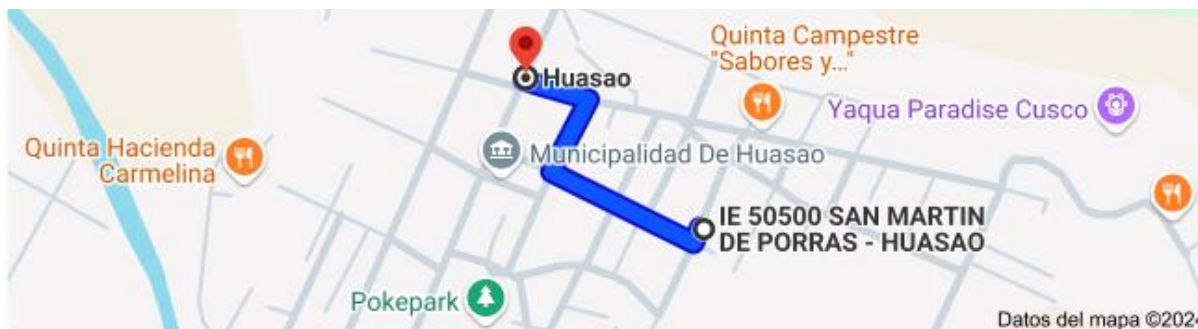 Quinta Campestre
"Sabores y..."
Huasao
Yaqua Paradise Cusco
Quinta Hacienda
Carmelina
Municipalidad De Huasao
IE 50500 SAN MARTIN
DE PORRAS - HUASAO
Pokepark
Datos del mapa ©2024